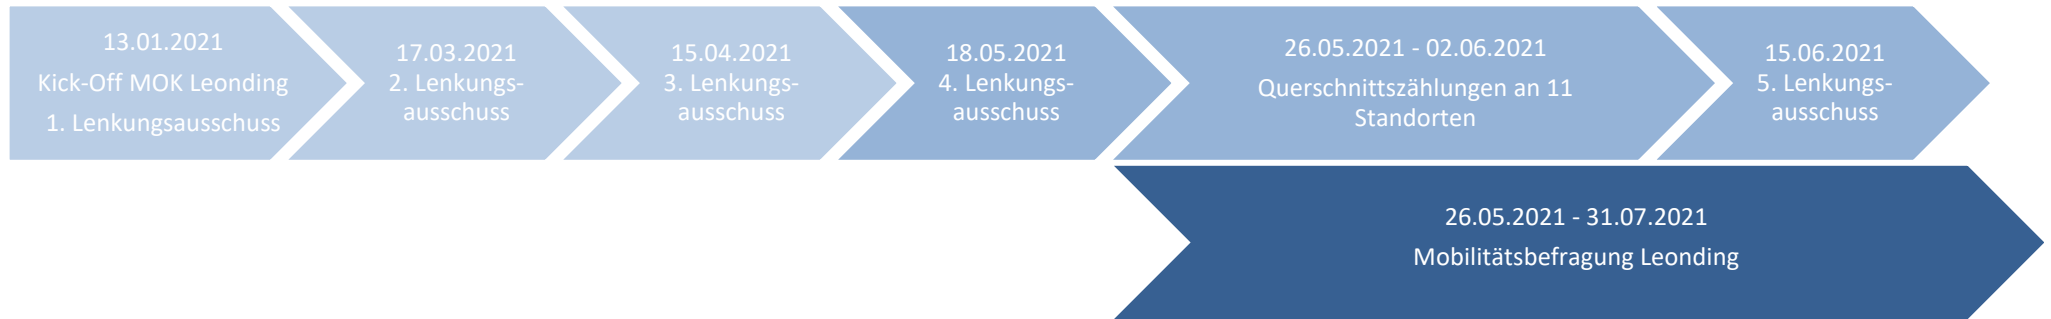 13.01.2021
Kick-Off MOK Leonding
1. Lenkungsausschuss
17.03.2021
2. Lenkungs-
ausschuss
15.04.2021
3. Lenkungs-
ausschuss
18.05.2021
4. Lenkungs-
ausschuss
26.05.2021 - 02.06.2021
Querschnittszählungen an 11
Standorten
15.06.2021
5. Lenkungs-
ausschuss
26.05.2021 - 31.07.2021
Mobilitätsbefragung Leonding